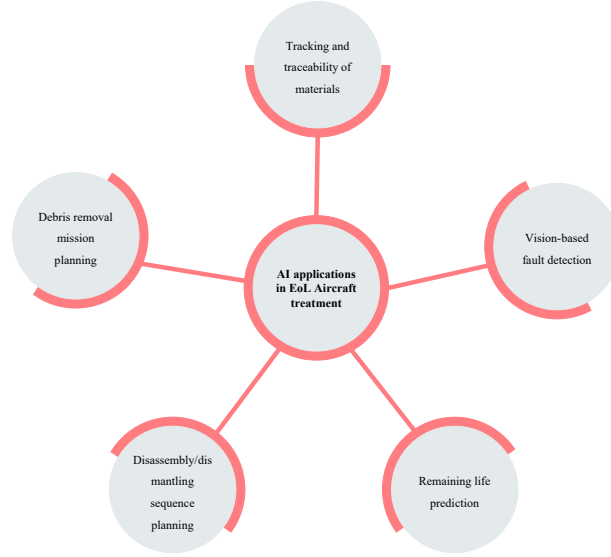 Tracking and
traceability of
materials
Debris removal
mission
planning
Vision-based
fault detection
AI applications
in EoL Aircraft
treatment
Disassembly/dis
mantling
sequence
planning
Remaining life
prediction